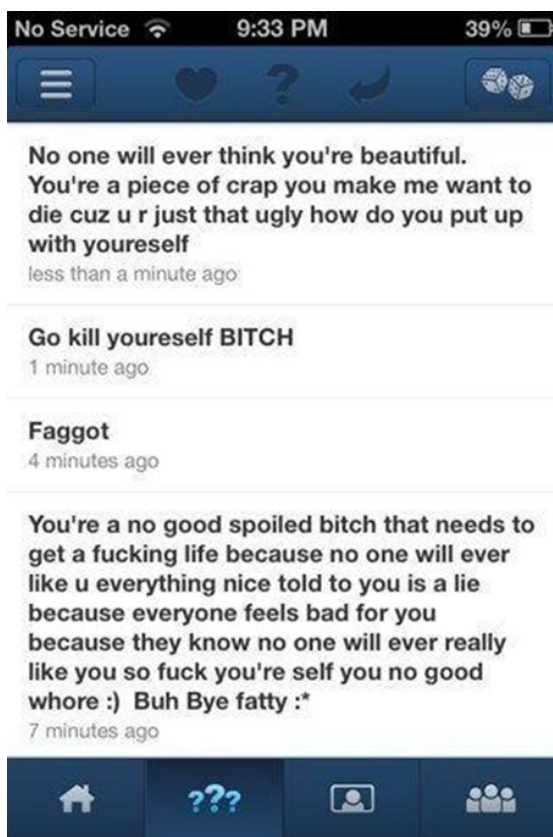 No Service 9:33 PM 39%
?
No one will ever think you're beautiful.
You're a piece of crap you make me want to
die cuz u r just that ugly how do you put up
with youreself
less than a minute ago
Go kill youreself BITCH
1 minute ago
Faggot
4 minutes ago
You're a no good spoiled bitch that needs to
get a fucking life because no one will ever
like u everything nice told to you is a lie
because everyone feels bad for you
because they know no one will ever really
like you so fuck you're self you no good
whore :) Buh Bye fatty :*
7 minutes ago
???